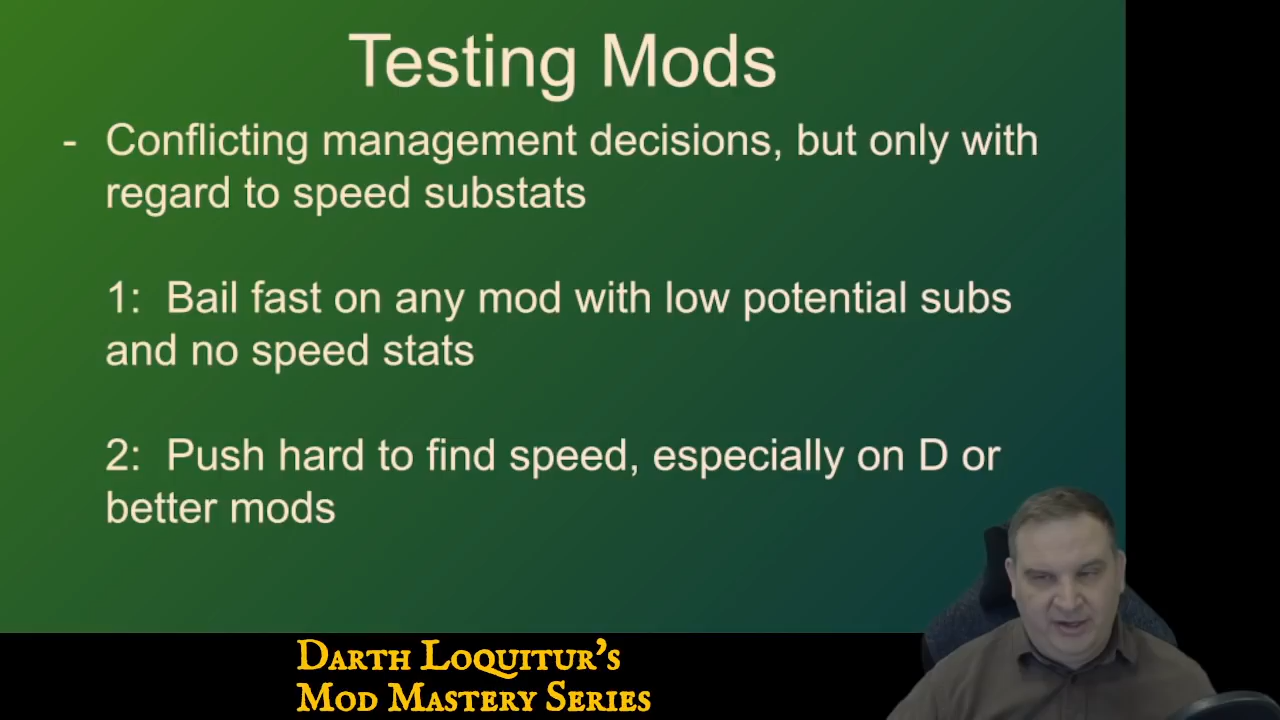 Testing Mods
- Conflicting management decisions, but only with
regard to speed substats
1: Bail fast on any mod with low potential subs
and no speed stats
2: Push hard to find speed, especially on D or
better mods
Darth Loquitur's
Mod Mastery Series